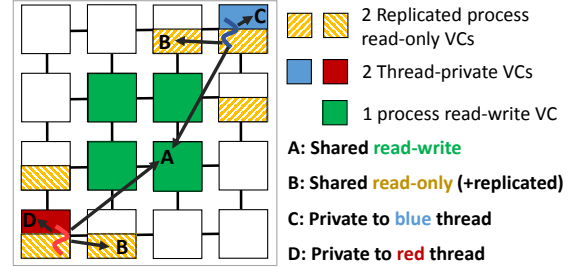 C
B
A
D
B
2 Replicated process
read-only VCs
2 Thread-private VCs
1 process read-write VC
A: Shared read-write
B: Shared read-only (+replicated)
C: Private to blue thread
D: Private to red thread